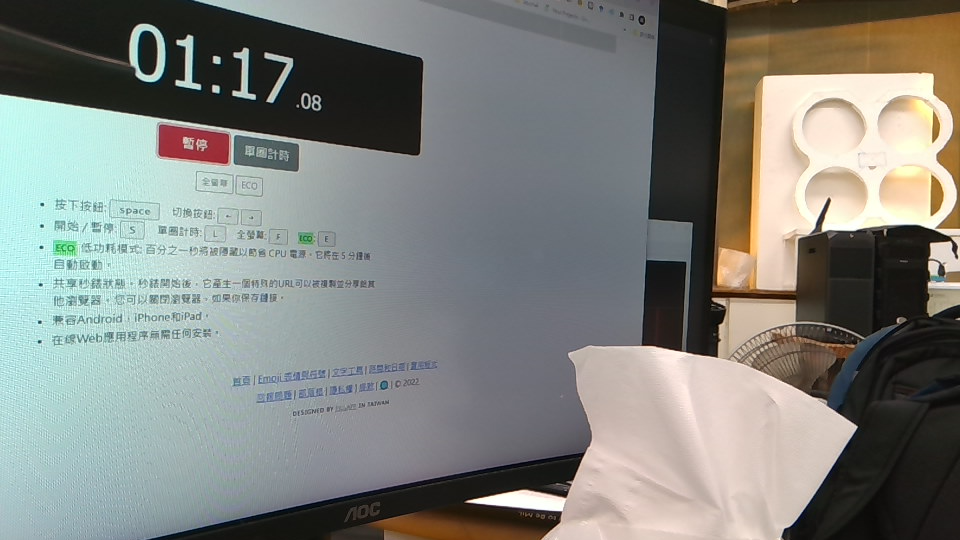 01:17.08
暫停 單圈計時
全螢幕 ECO
按下按鈕: space 切換按鈕: ← →
開始 / 暫停: S 單圈計時: L 全螢幕: F ECO: E
ECO 低功耗模式: 百分之一秒將被隱藏以節省 CPU 電源。它將在 5 分鐘後
自動啟動。
共享秒錶狀態。秒錶開始後，它產生一個特殊的URL可以被複製並分享給其
他瀏覽器。您可以關閉瀏覽器，如果你保存鏈接。
兼容Android，iPhone和iPad。
在線Web應用程序無需任何安裝。
首頁 | Emoji 表情與符號 | 文字工具 |
隱私權 | © 2022
DESIGNED BY IN TAIWAN
AOC